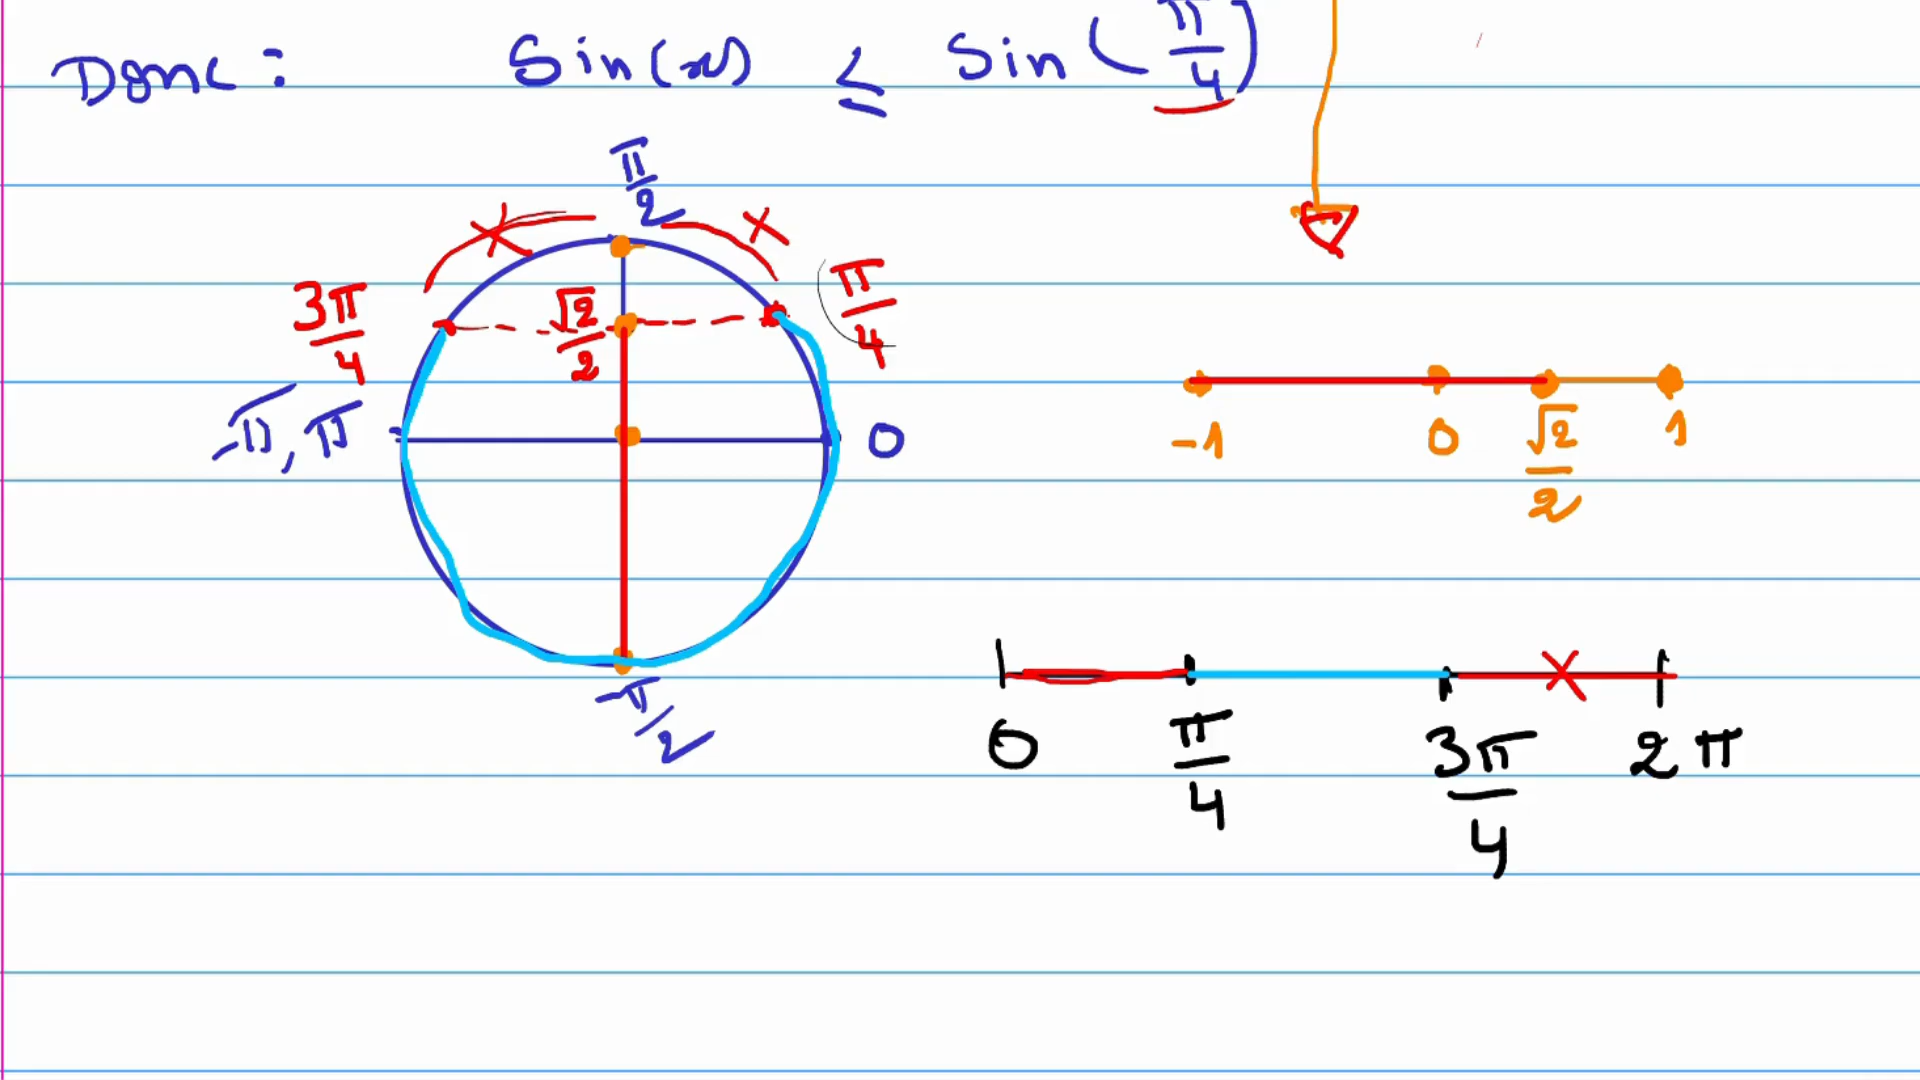 Donc : Sin(x) ≤ Sin(π/4)
π/2
3π/4 √2/2 π/4
-π, π 0
-1 0 √2/2 1
-π/2
0 π/4 3π/4 2π